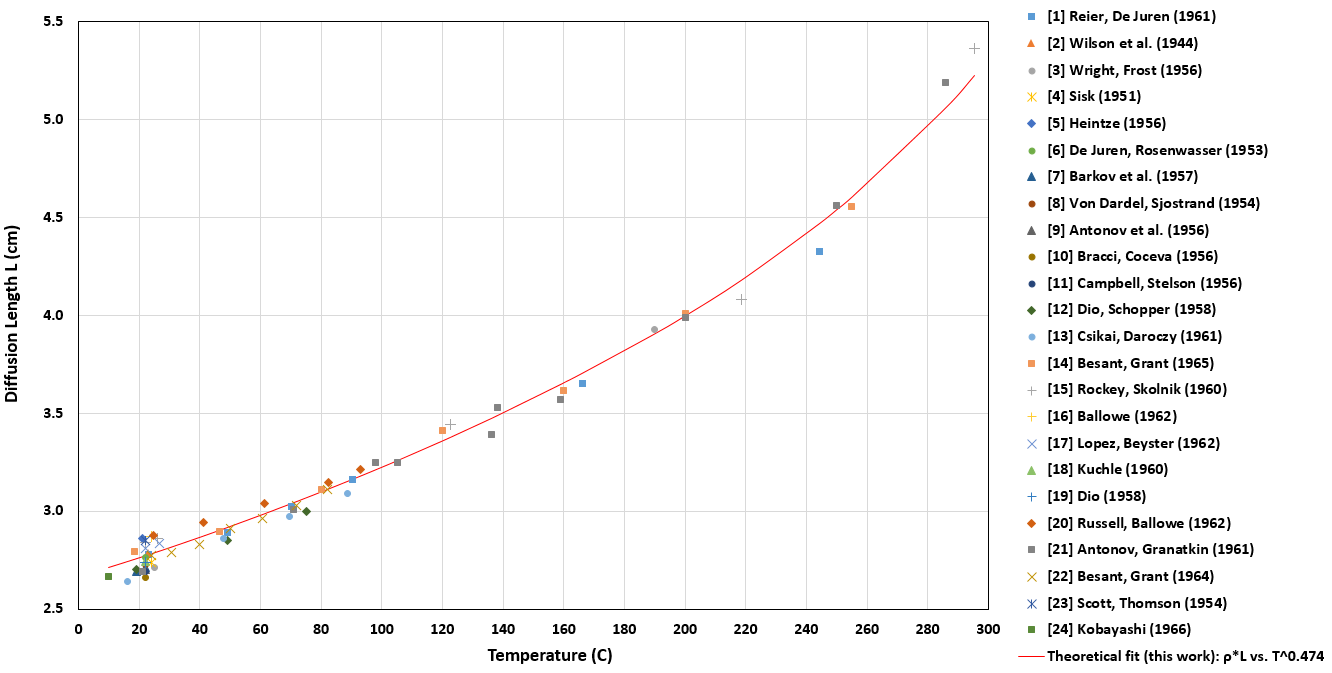 5.5
5.0
4.5
4.0
3.5
3.0
2.5
Diffusion Length L (cm)
0 20 40 60 80 100 120 140 160 180 200 220 240 260 280 300
Temperature (C)
[1] Reier, De Juren (1961)
[2] Wilson et al. (1944)
[3] Wright, Frost (1956)
[4] Sisk (1951)
[5] Heintze (1956)
[6] De Juren, Rosenwasser (1953)
[7] Barkov et al. (1957)
[8] Von Dardel, Sjostrand (1954)
[9] Antonov et al. (1956)
[10] Bracci, Coceva (1956)
[11] Campbell, Stelson (1956)
[12] Dio, Schopper (1958)
[13] Csikai, Daroczy (1961)
[14] Besant, Grant (1965)
[15] Rockey, Skolnik (1960)
[16] Ballowe (1962)
[17] Lopez, Beyster (1962)
[18] Kuchle (1960)
[19] Dio (1958)
[20] Russell, Ballowe (1962)
[21] Antonov, Granatkin (1961)
[22] Besant, Grant (1964)
[23] Scott, Thomson (1954)
[24] Kobayashi (1966)
Theoretical fit (this work): ρ*L vs. T^0.474